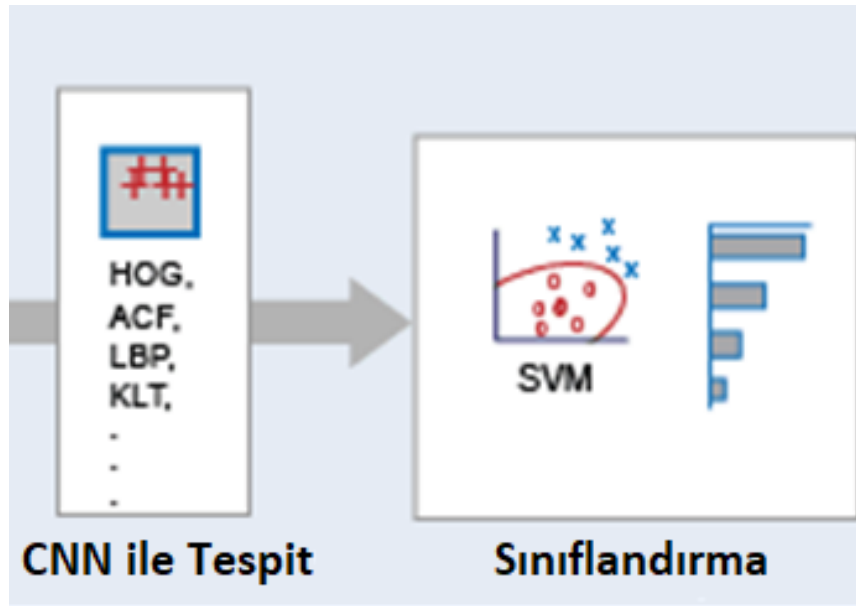 HOG,
ACF,
LBP,
KLT,
.
.
.
CNN ile Tespit
x x x x x
SVM
Sınıflandırma